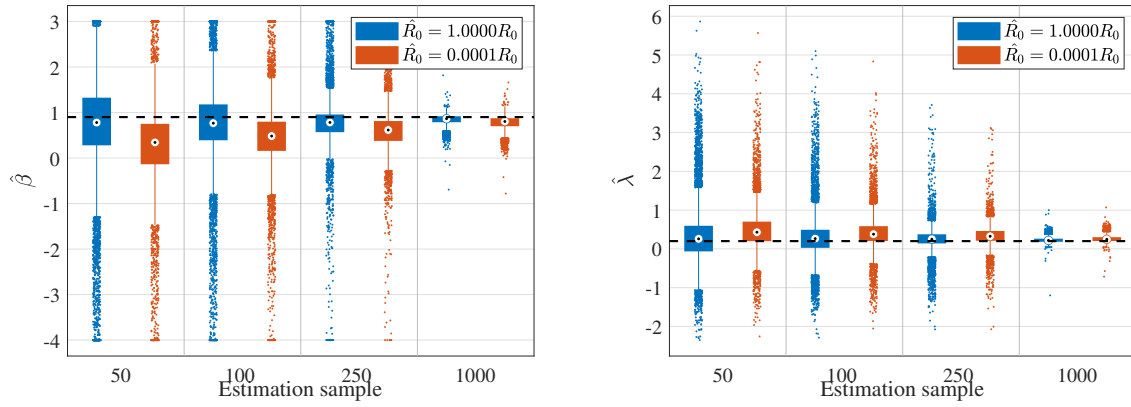 3
2
1
0
-1
-2
-3
-4
β̂
R̂₀ = 1.0000R₀
R̂₀ = 0.0001R₀
50 100 250 1000
Estimation sample
6
5
4
3
2
1
0
-1
-2
λ̂
R̂₀ = 1.0000R₀
R̂₀ = 0.0001R₀
50 100 250 1000
Estimation sample